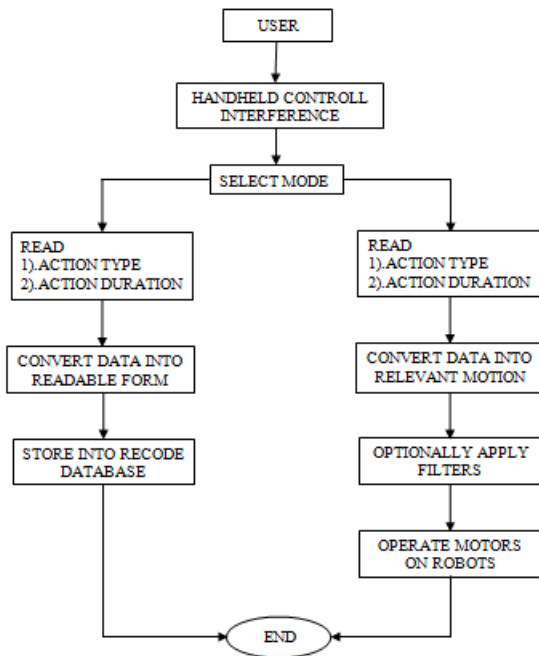 USER
HANDHELD CONTROLL
INTERFERENCE
SELECT MODE
READ
1).ACTION TYPE
2).ACTION DURATION
CONVERT DATA INTO
READABLE FORM
STORE INTO RECODE
DATABASE
READ
1).ACTION TYPE
2).ACTION DURATION
CONVERT DATA INTO
RELEVANT MOTION
OPTIONALLY APPLY
FILTERS
OPERATE MOTORS
ON ROBOTS
END